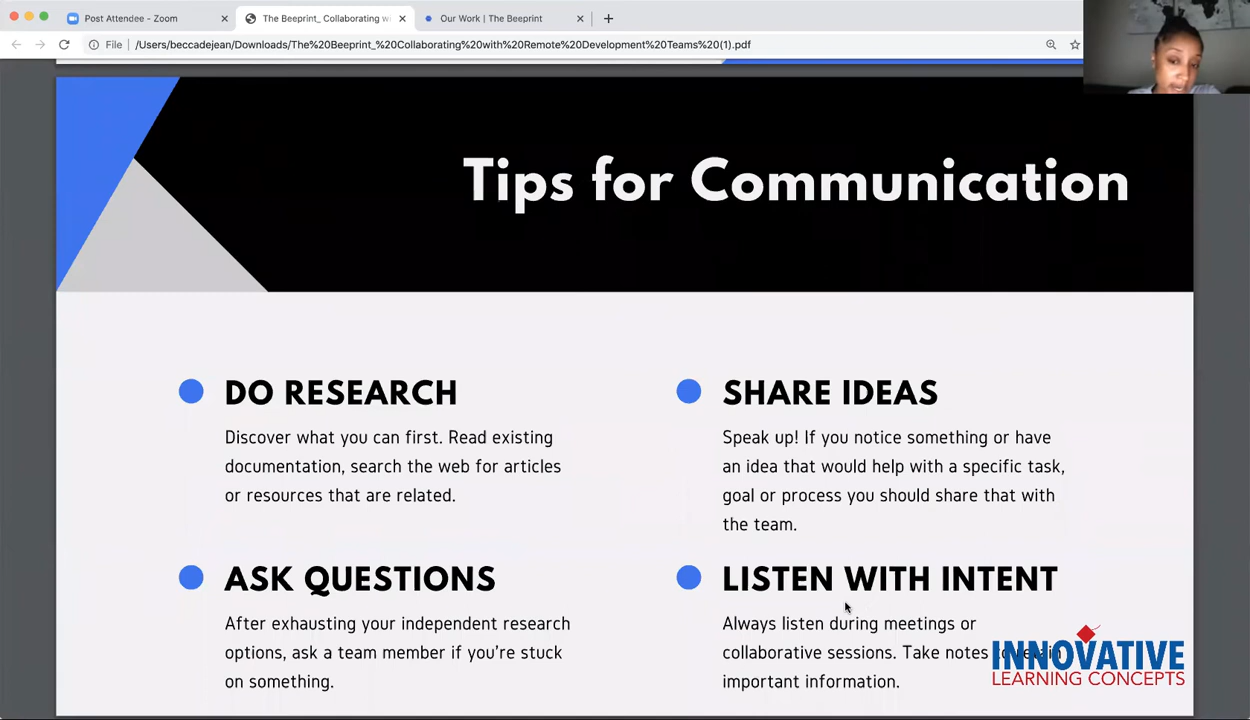 Post Attendee - Zoom
The Beeprint_ Collaborating w
Our Work | The Beeprint
File
/Users/beccadejean/Downloads/The%20Beeprint_%20Collaborating%20with%20Remote%20Development%20Teams%20(1).pdf
Tips for Communication
DO RESEARCH
Discover what you can first. Read existing
documentation, search the web for articles
or resources that are related.
SHARE IDEAS
Speak up! If you notice something or have
an idea that would help with a specific task,
goal or process you should share that with
the team.
ASK QUESTIONS
After exhausting your independent research
options, ask a team member if you're stuck
on something.
LISTEN WITH INTENT
Always listen during meetings or
collaborative sessions. Take notes
important information.
INNOVATIVE
LEARNING CONCEPTS